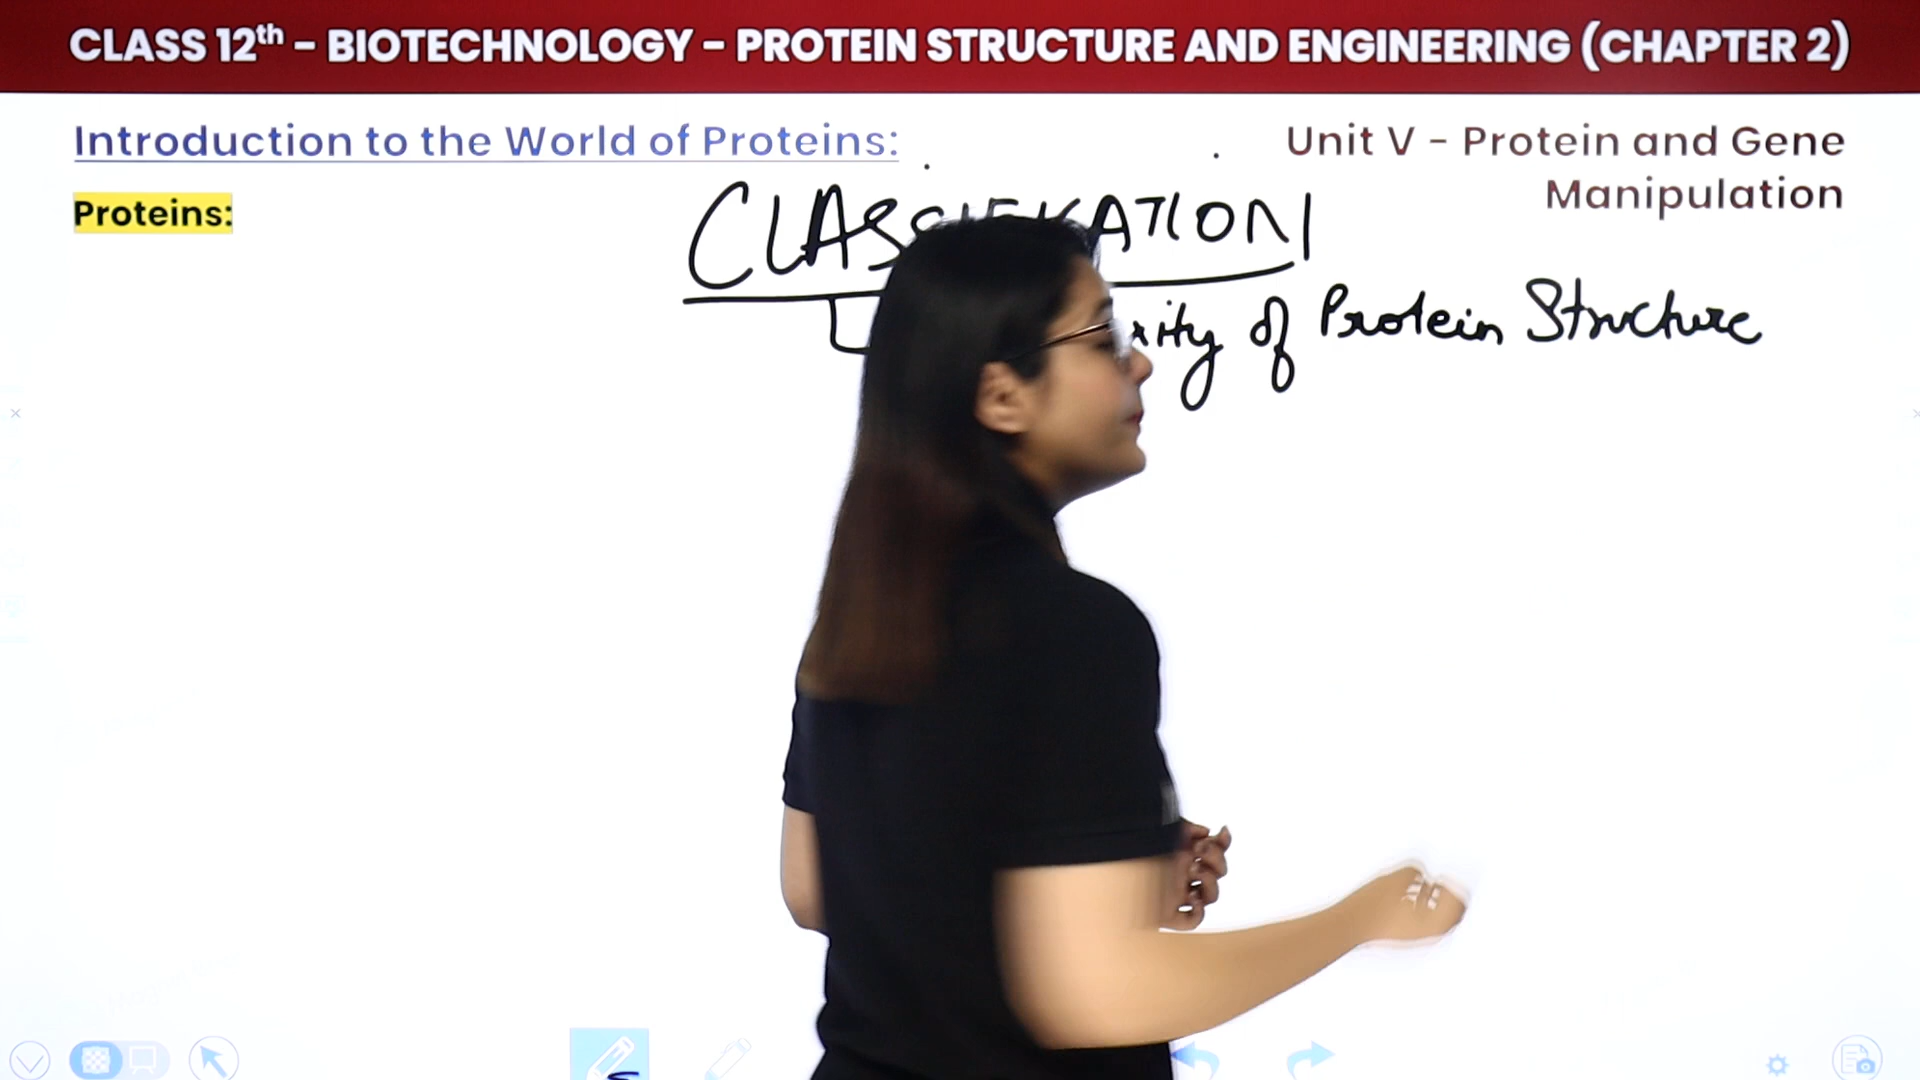 CLASS 12th – BIOTECHNOLOGY – PROTEIN STRUCTURE AND ENGINEERING (CHAPTER 2)
Introduction to the World of Proteins:
Unit V – Protein and Gene
Manipulation
Proteins:
of Protein Structure